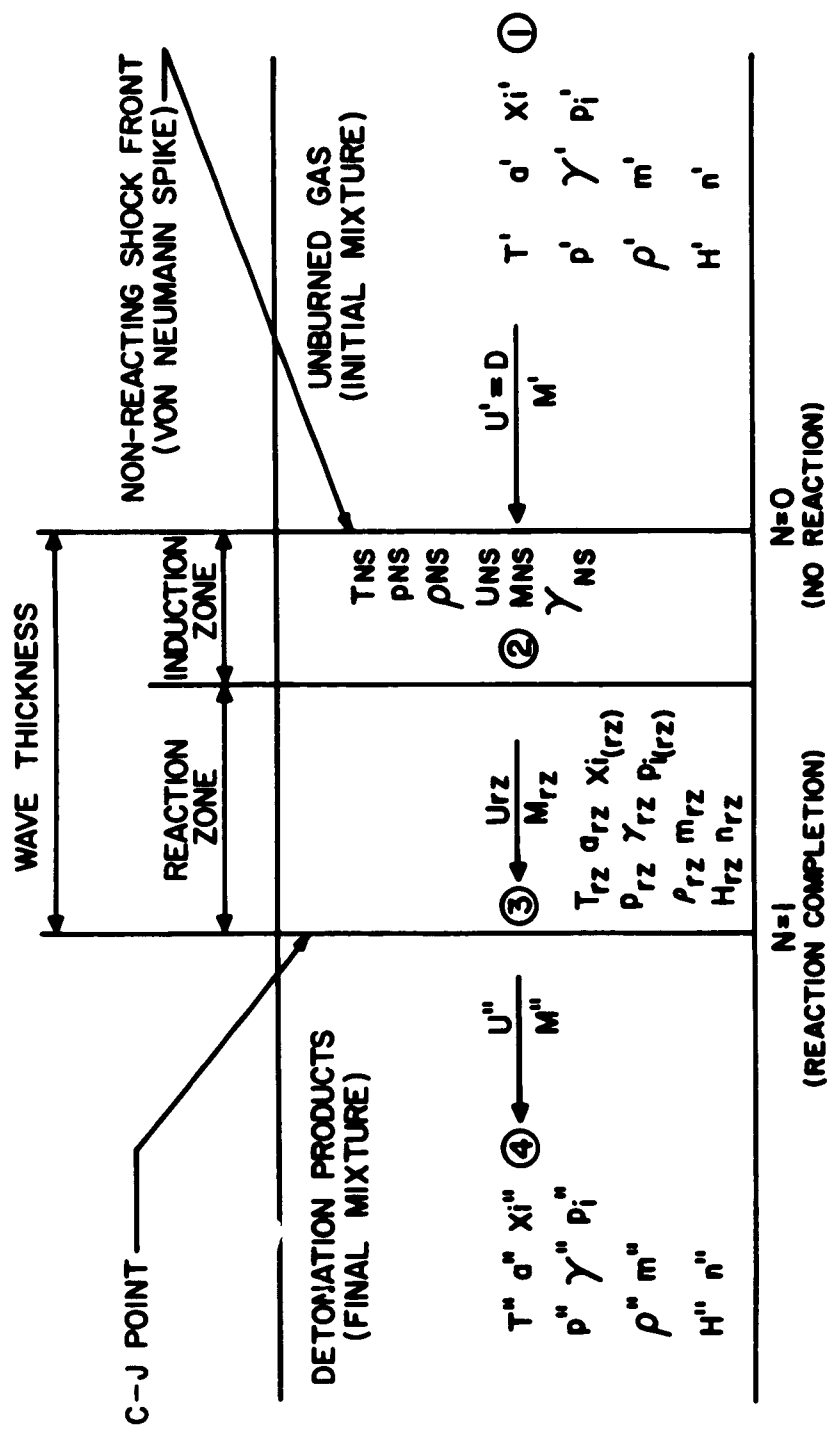 WAVE THICKNESS
REACTION
ZONE
INDUCTION
ZONE
NON-REACTING SHOCK FRONT
(VON NEUMANN SPIKE)
C-J POINT
DETONATION PRODUCTS
(FINAL MIXTURE)
UNBURNED GAS
(INITIAL MIXTURE)
U"
M"
④
T" a" Xi"
p" γ" pi"
ρ" m"
H" n"
Urz
Mrz
③
Trz arz Xi(rz)
prz γrz pi(rz)
ρrz mrz
Hrz nrz
TNS
pNS
ρNS
UNS
MNS
γNS
②
U' = D
M'
T' a' Xi' ①
p' γ' pi'
ρ' m'
H' n'
N=1
(REACTION COMPLETION)
N=0
(NO REACTION)